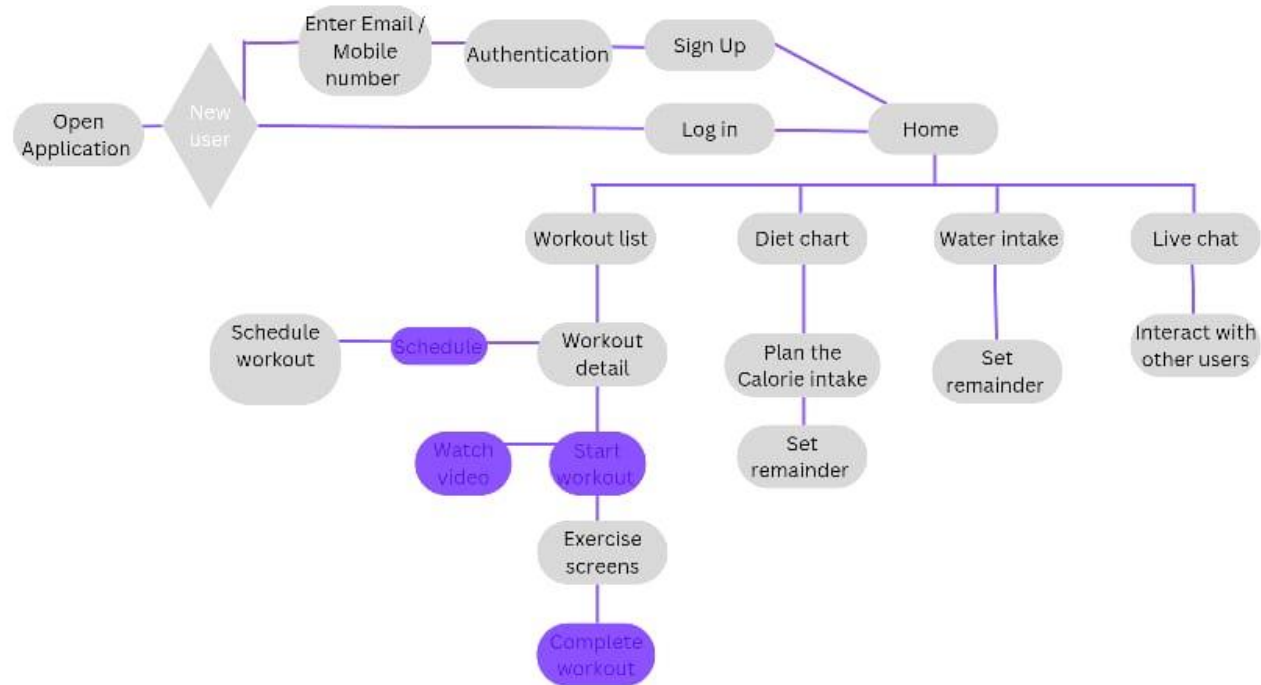 Enter Email /
Mobile
number
Authentication
Sign Up
Open
Application
New
user
Log in
Home
Workout list
Diet chart
Water intake
Live chat
Schedule
workout
Schedule
Workout
detail
Plan the
Calorie intake
Set
remainder
Interact with
other users
Watch
video
Start
workout
Set
remainder
Exercise
screens
Complete
workout